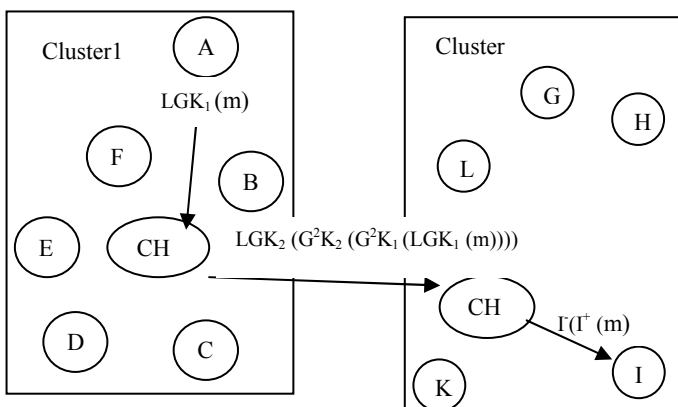 Cluster1
A
LGK₁ (m)
F
B
E
CH
D
C
LGK₂ (G²K₂ (G²K₁ (LGK₁ (m))))
Cluster
G
H
L
CH
I⁻(I⁺ (m)
K
I